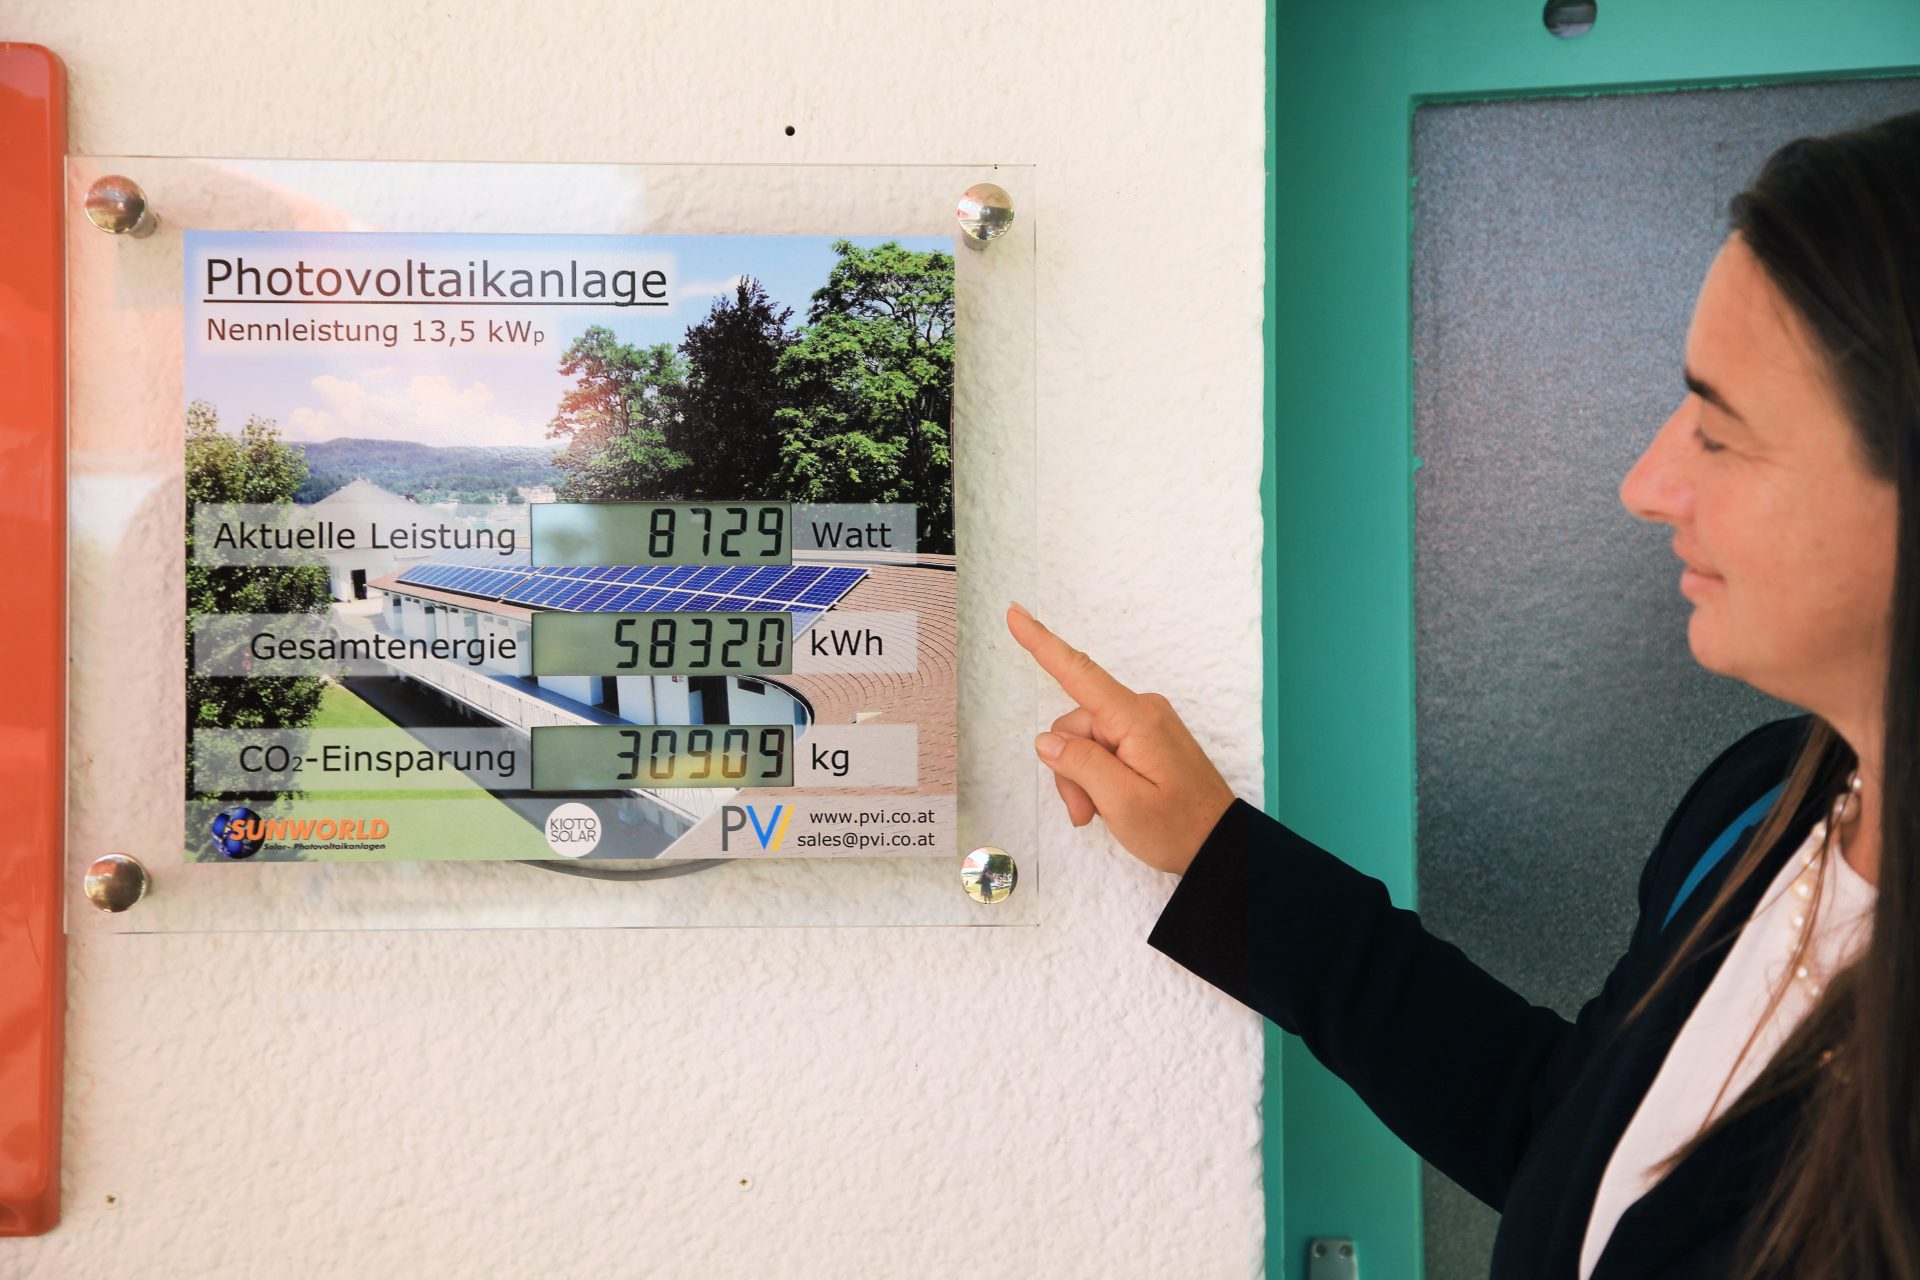 Photovoltaikanlage
Nennleistung 13,5 kWp
Aktuelle Leistung 8729 Watt
Gesamtenergie 58320 kWh
CO₂-Einsparung 30909 kg
SUNWORLD
Solar- Photovoltaikanlagen
KIOTO
SOLAR
PVI
www.pvi.co.at
sales@pvi.co.at